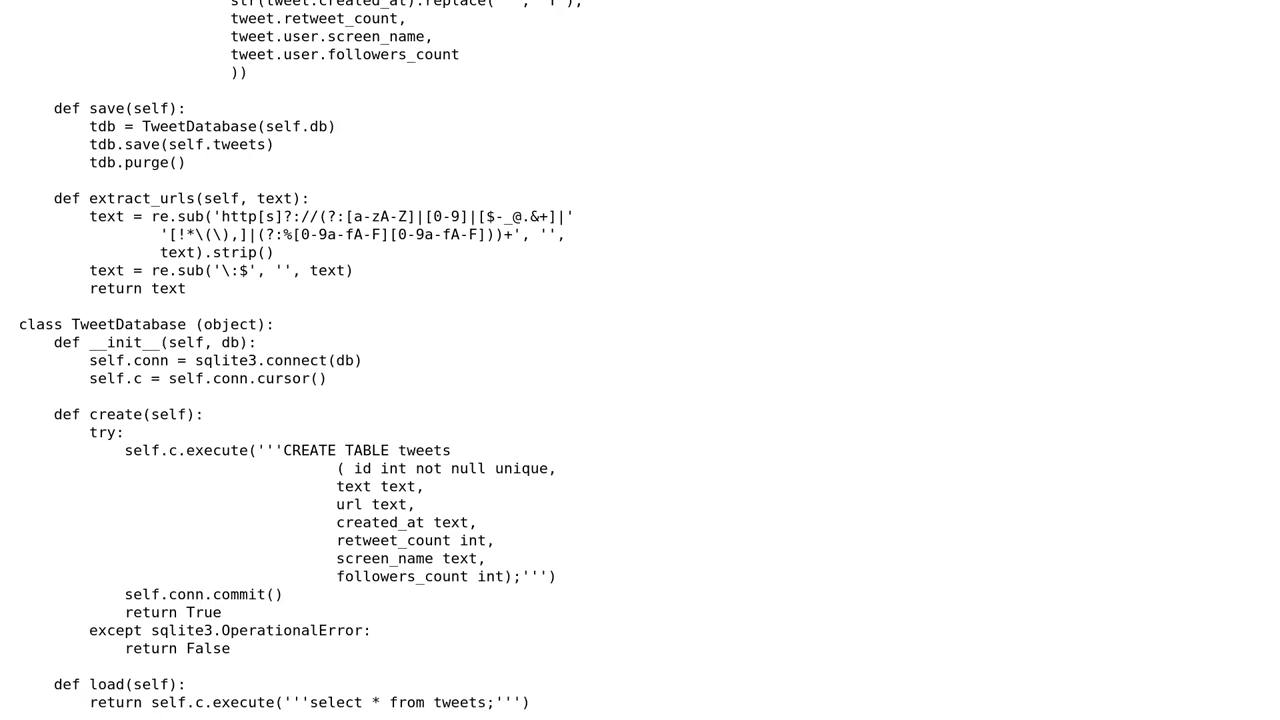 str(tweet.created_at).replace(' ', 'T'),
tweet.retweet_count,
tweet.user.screen_name,
tweet.user.followers_count
))
def save(self):
tdb = TweetDatabase(self.db)
tdb.save(self.tweets)
tdb.purge()
def extract_urls(self, text):
text = re.sub('http[s]?://(?:[a-zA-Z]|[0-9]|[$-_@.&+]|'
'[!*\(\),]|(?:%[0-9a-fA-F][0-9a-fA-F]))+', '',
text).strip()
text = re.sub('\:$', '', text)
return text
class TweetDatabase (object):
def __init__(self, db):
self.conn = sqlite3.connect(db)
self.c = self.conn.cursor()
def create(self):
try:
self.c.execute('''CREATE TABLE tweets
( id int not null unique,
text text,
url text,
created_at text,
retweet_count int,
screen_name text,
followers_count int);''')
self.conn.commit()
return True
except sqlite3.OperationalError:
return False
def load(self):
return self.c.execute('''select * from tweets;''')